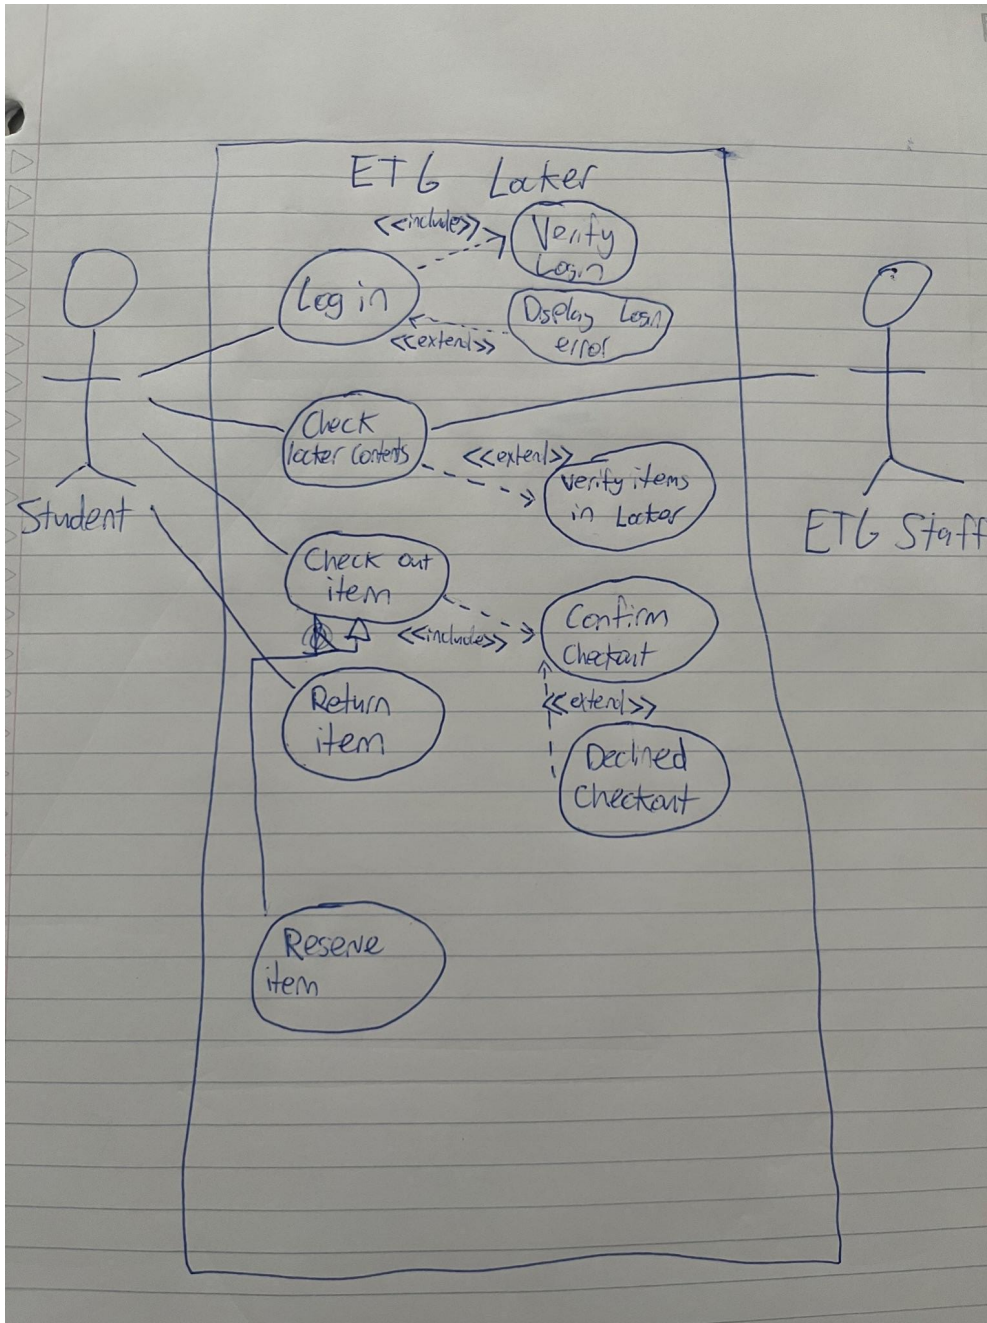 ETG Locker
<<include>>
Verify
Login
Log in
Display Login
error
<<extend>>
Check
locker contents
<<extend>>
Verify items
in Locker
Student
ETG Staff
Check out
item
Confirm
Checkout
<<include>>
Return
item
<<extend>>
Declined
Checkout
Reserve
item